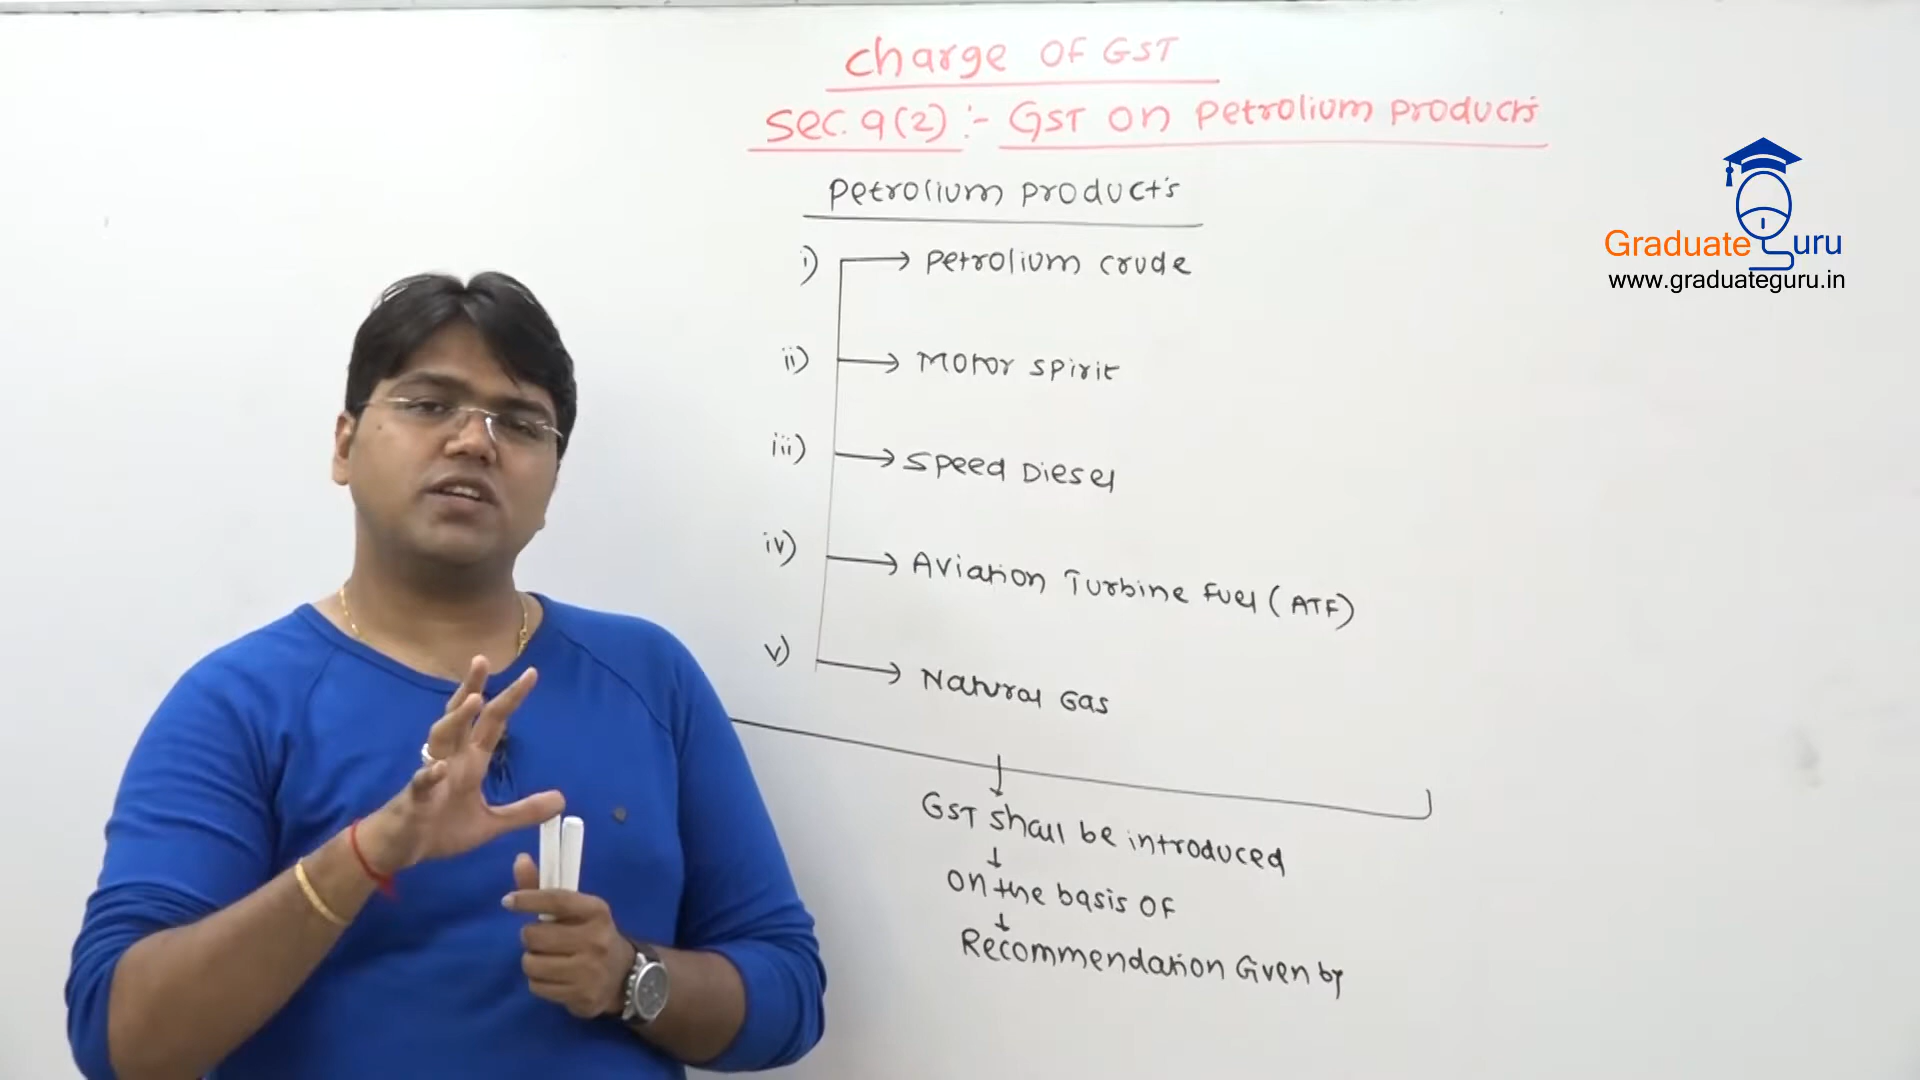 Charge OF GST
Sec. 9(2) :- GST on Petrolium Products
Petrolium Product's
i) → Petrolium Crude
ii) → Motor Spirit
iii) → Speed Diesel
iv) → Aviation Turbine Fuel (ATF)
v) → Natural Gas
GST shall be introduced
on the basis OF
Recommendation Given by
Graduate Guru
www.graduateguru.in